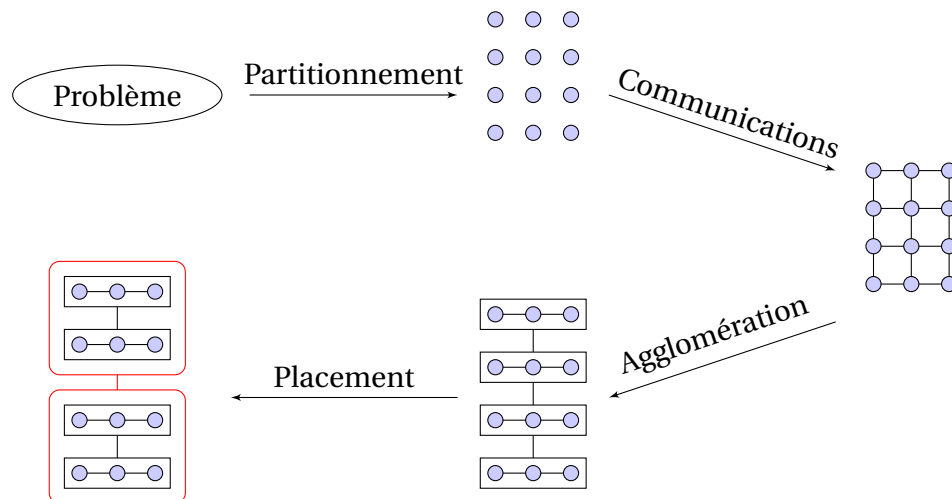 Problème
Partitionnement
Communications
Agglomération
Placement